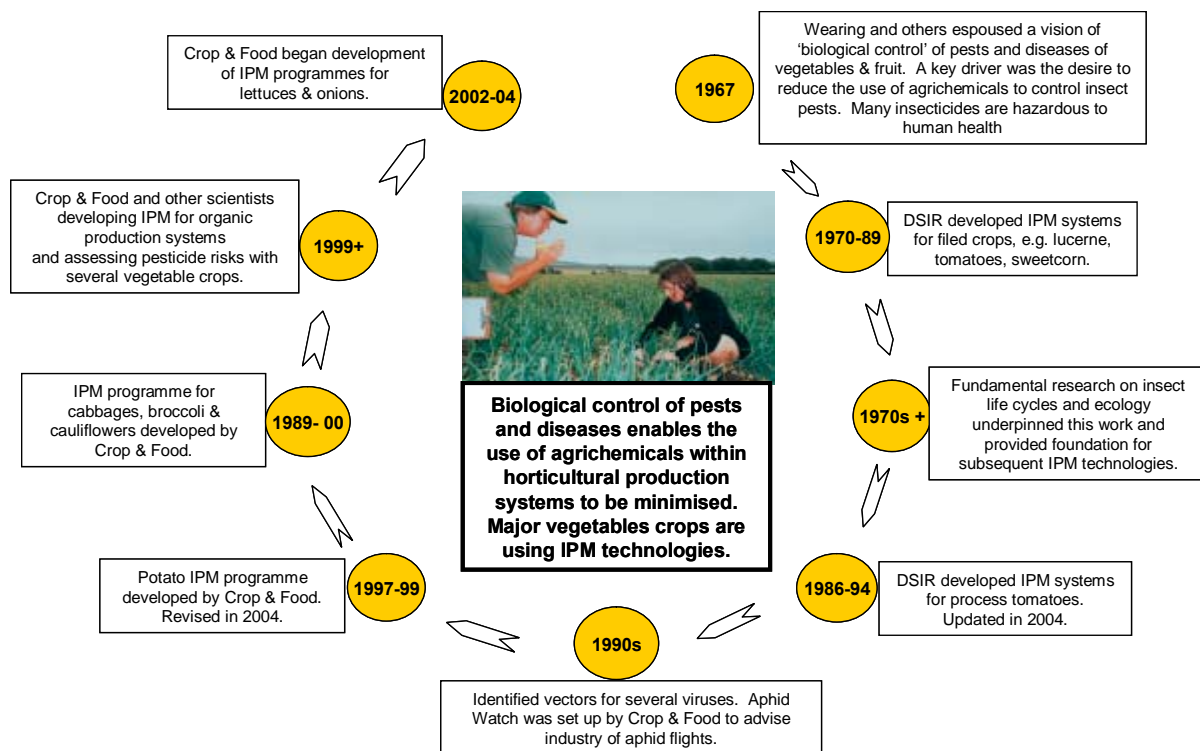 Wearing and others espoused a vision of
‘biological control’ of pests and diseases of
vegetables & fruit. A key driver was the desire to
reduce the use of agrichemicals to control insect
pests. Many insecticides are hazardous to
human health
1967
DSIR developed IPM systems
for filed crops, e.g. lucerne,
tomatoes, sweetcorn.
1970-89
Fundamental research on insect
life cycles and ecology
underpinned this work and
provided foundation for
subsequent IPM technologies.
1970s +
DSIR developed IPM systems
for process tomatoes.
Updated in 2004.
1986-94
1990s
Identified vectors for several viruses. Aphid
Watch was set up by Crop & Food to advise
industry of aphid flights.
Potato IPM programme
developed by Crop & Food.
Revised in 2004.
1997-99
IPM programme for
cabbages, broccoli &
cauliflowers developed by
Crop & Food.
1989- 00
Crop & Food and other scientists
developing IPM for organic
production systems
and assessing pesticide risks with
several vegetable crops.
1999+
Crop & Food began development
of IPM programmes for
lettuces & onions.
2002-04
Biological control of pests
and diseases enables the
use of agrichemicals within
horticultural production
systems to be minimised.
Major vegetables crops are
using IPM technologies.